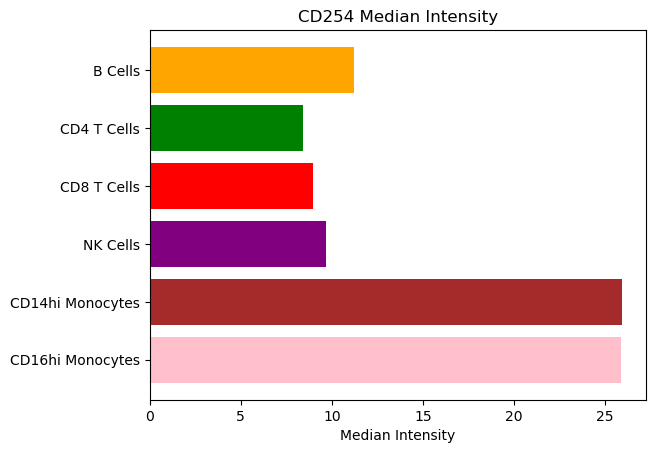 CD254 Median Intensity
B Cells
CD4 T Cells
CD8 T Cells
NK Cells
CD14hi Monocytes
CD16hi Monocytes
0 5 10 15 20 25
Median Intensity